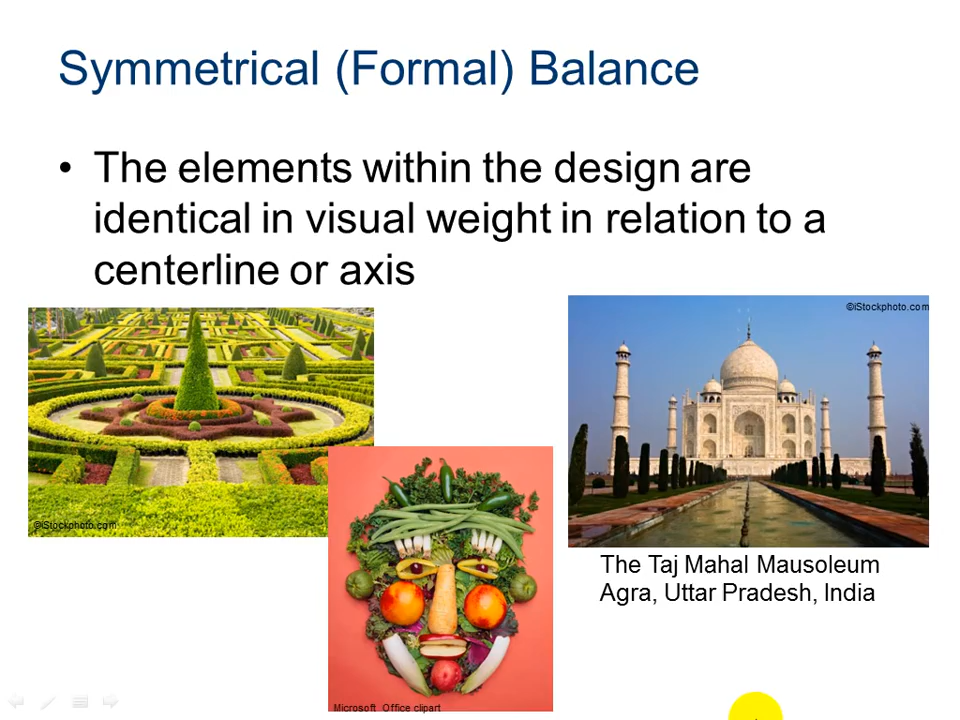 Symmetrical (Formal) Balance
• The elements within the design are
identical in visual weight in relation to a
centerline or axis
©iStockphoto.com
©iStockphoto.com
The Taj Mahal Mausoleum
Agra, Uttar Pradesh, India
Microsoft Office clipart